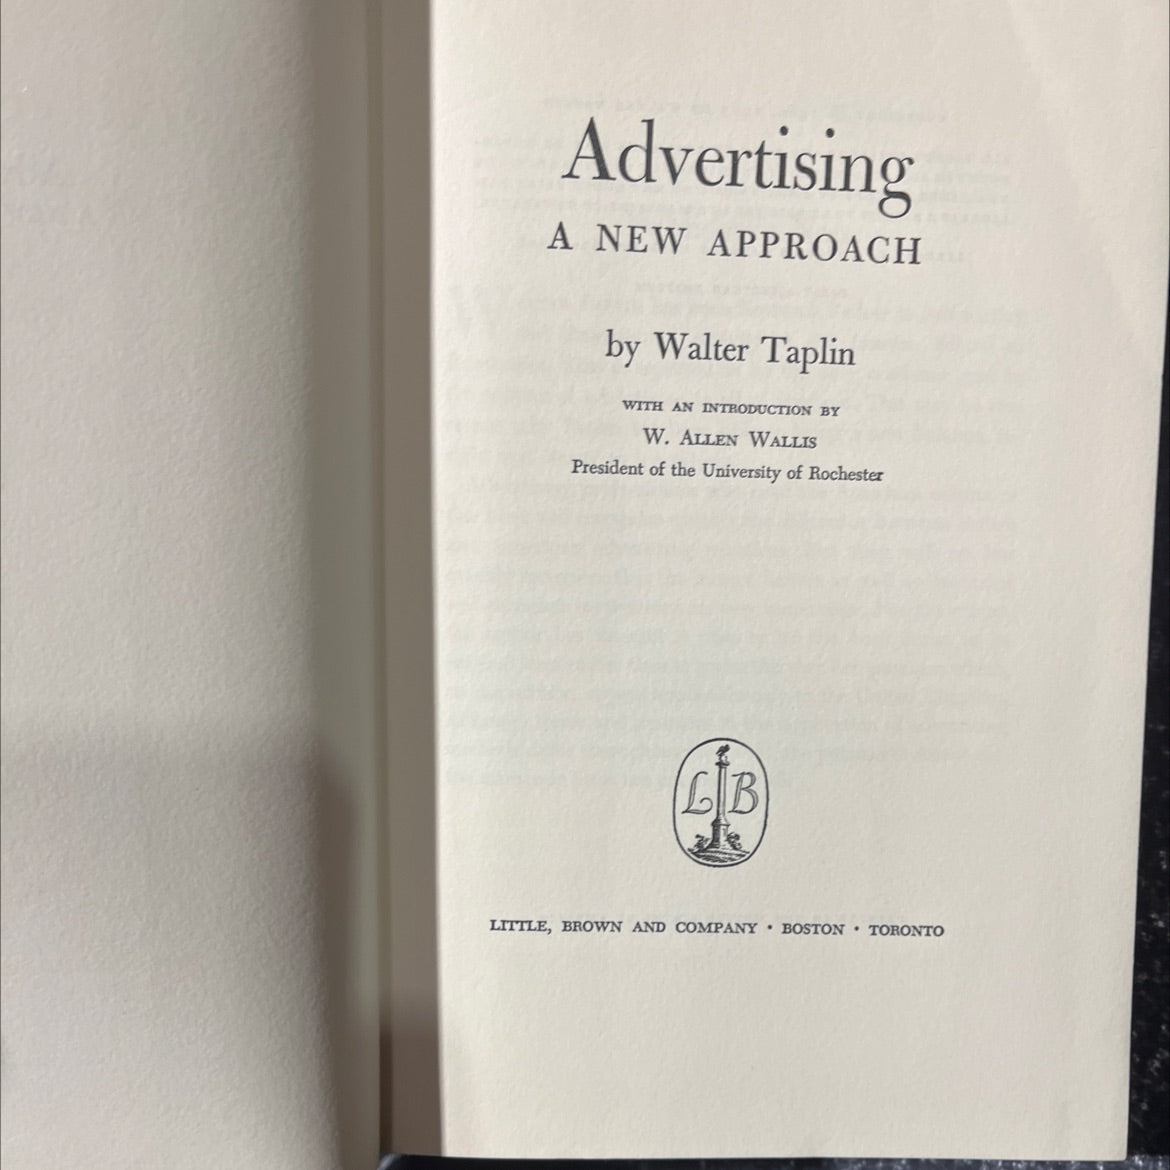 Advertising
A NEW APPROACH
by Walter Taplin
WITH AN INTRODUCTION BY
W. ALLEN WALLIS
President of the University of Rochester
L B
LITTLE, BROWN AND COMPANY • BOSTON • TORONTO